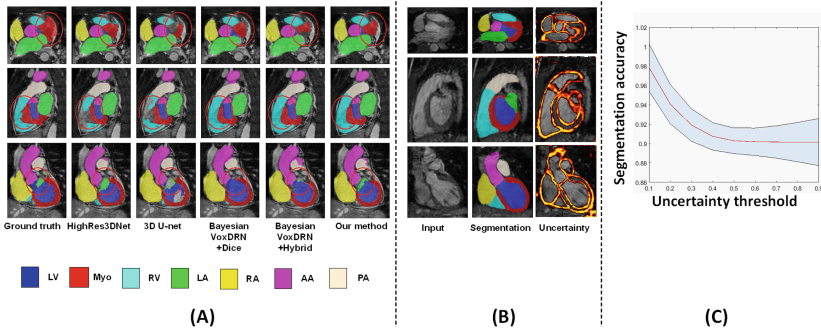 Ground truth HighRes3DNet 3D U-net Bayesian VoxDRN +Dice Bayesian VoxDRN +Hybrid Our method
LV Myo RV LA RA AA PA
(A)
Input Segmentation Uncertainty
(B)
Segmentation accuracy
1.02
1
0.98
0.96
0.94
0.92
0.9
0.88
0.86
0.1 0.2 0.3 0.4 0.5 0.6 0.7 0.8 0.9
Uncertainty threshold
(C)